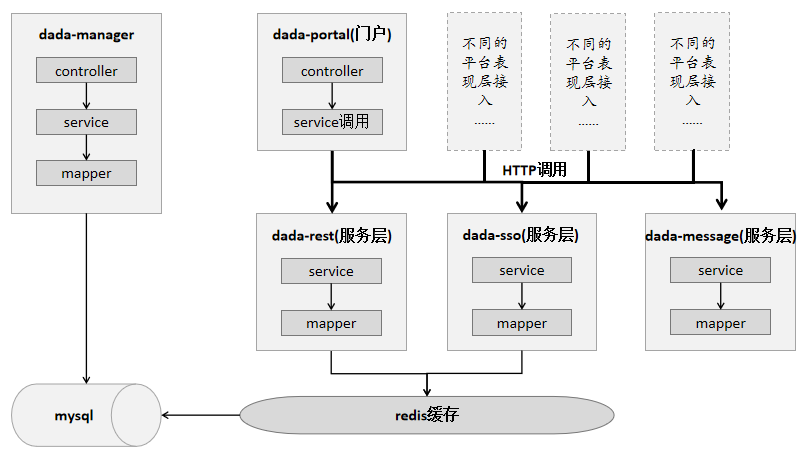 dada-manager
controller
service
mapper
dada-portal(门户)
controller
service调用
不同的
平台表
现层接
入
......
不同的
平台表
现层接
入
......
不同的
平台表
现层接
入
......
HTTP调用
dada-rest(服务层)
service
mapper
dada-sso(服务层)
service
mapper
dada-message(服务层)
service
mapper
mysql
redis缓存